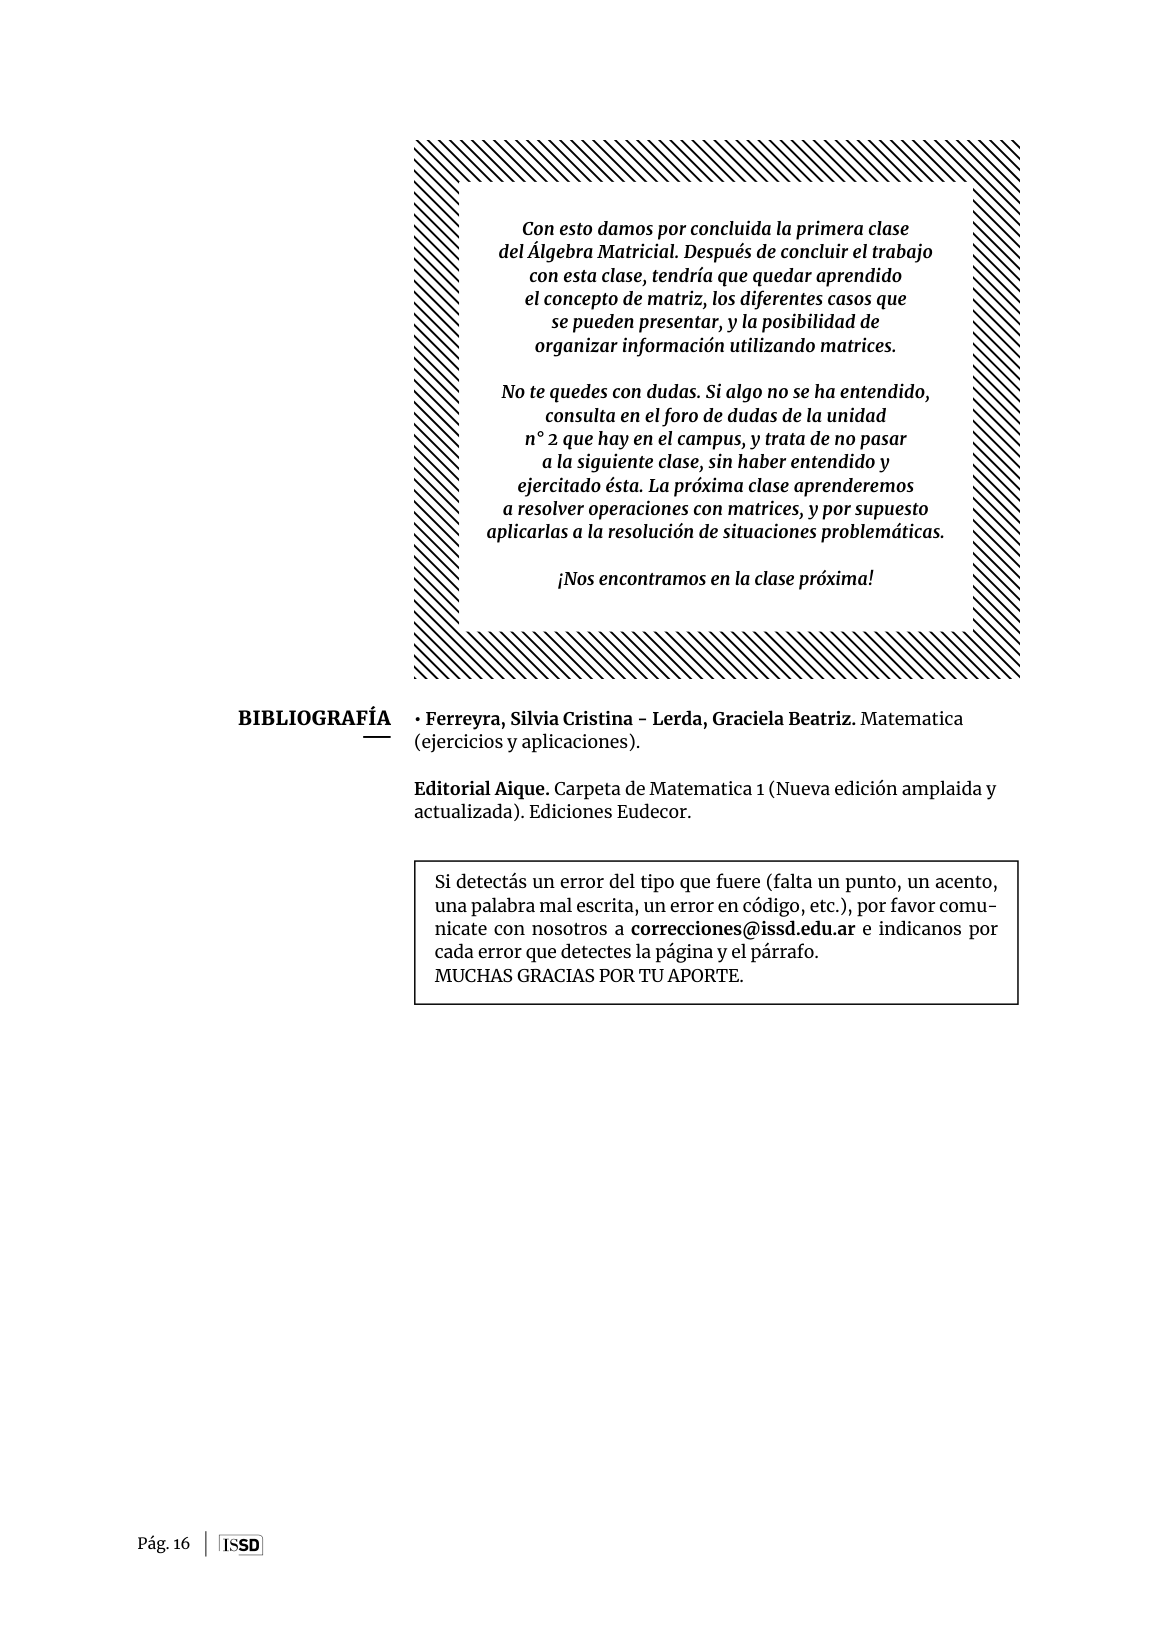 Con esto damos por concluida la primera clase
del Álgebra Matricial. Después de concluir el trabajo
con esta clase, tendría que quedar aprendido
el concepto de matriz, los diferentes casos que
se pueden presentar, y la posibilidad de
organizar información utilizando matrices.
No te quedes con dudas. Si algo no se ha entendido,
consulta en el foro de dudas de la unidad
n° 2 que hay en el campus, y trata de no pasar
a la siguiente clase, sin haber entendido y
ejercitado ésta. La próxima clase aprenderemos
a resolver operaciones con matrices, y por supuesto
aplicarlas a la resolución de situaciones problemáticas.
¡Nos encontramos en la clase próxima!
BIBLIOGRAFÍA
• Ferreyra, Silvia Cristina - Lerda, Graciela Beatriz. Matematica
(ejercicios y aplicaciones).
Editorial Aique. Carpeta de Matematica 1 (Nueva edición amplaida y
actualizada). Ediciones Eudecor.
Si detectás un error del tipo que fuere (falta un punto, un acento,
una palabra mal escrita, un error en código, etc.), por favor comu-
nicate con nosotros a correcciones@issd.edu.ar e indicanos por
cada error que detectes la página y el párrafo.
MUCHAS GRACIAS POR TU APORTE.
Pág. 16 ISSD